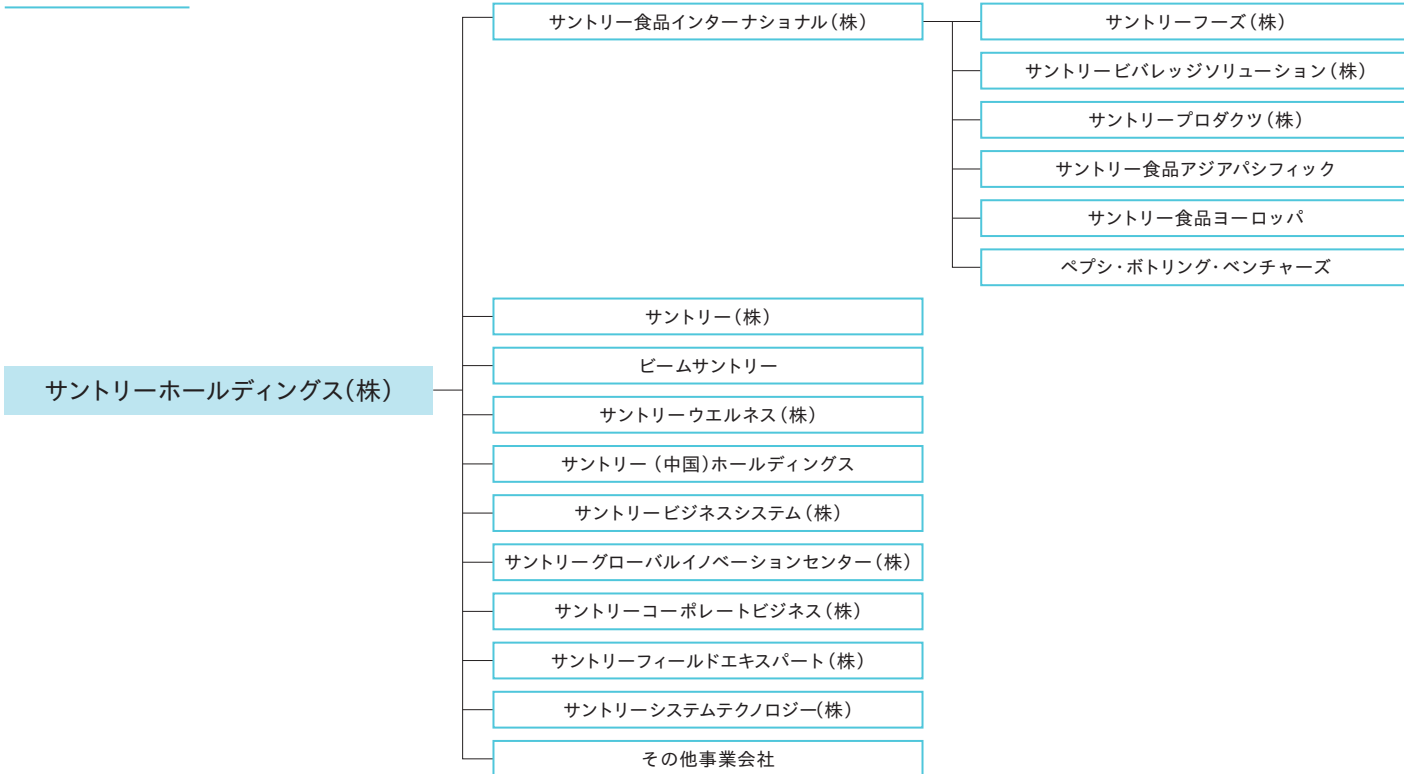 サントリーホールディングス(株)
サントリー食品インターナショナル(株)
サントリーフーズ(株)
サントリービバレッジソリューション(株)
サントリープロダクツ(株)
サントリー食品アジアパシフィック
サントリー食品ヨーロッパ
ペプシ・ボトリング・ベンチャーズ
サントリー(株)
ビームサントリー
サントリーウエルネス(株)
サントリー(中国)ホールディングス
サントリービジネスシステム(株)
サントリーグローバルイノベーションセンター(株)
サントリーコーポレートビジネス(株)
サントリーフィールドエキスパート(株)
サントリーシステムテクノロジー(株)
その他事業会社